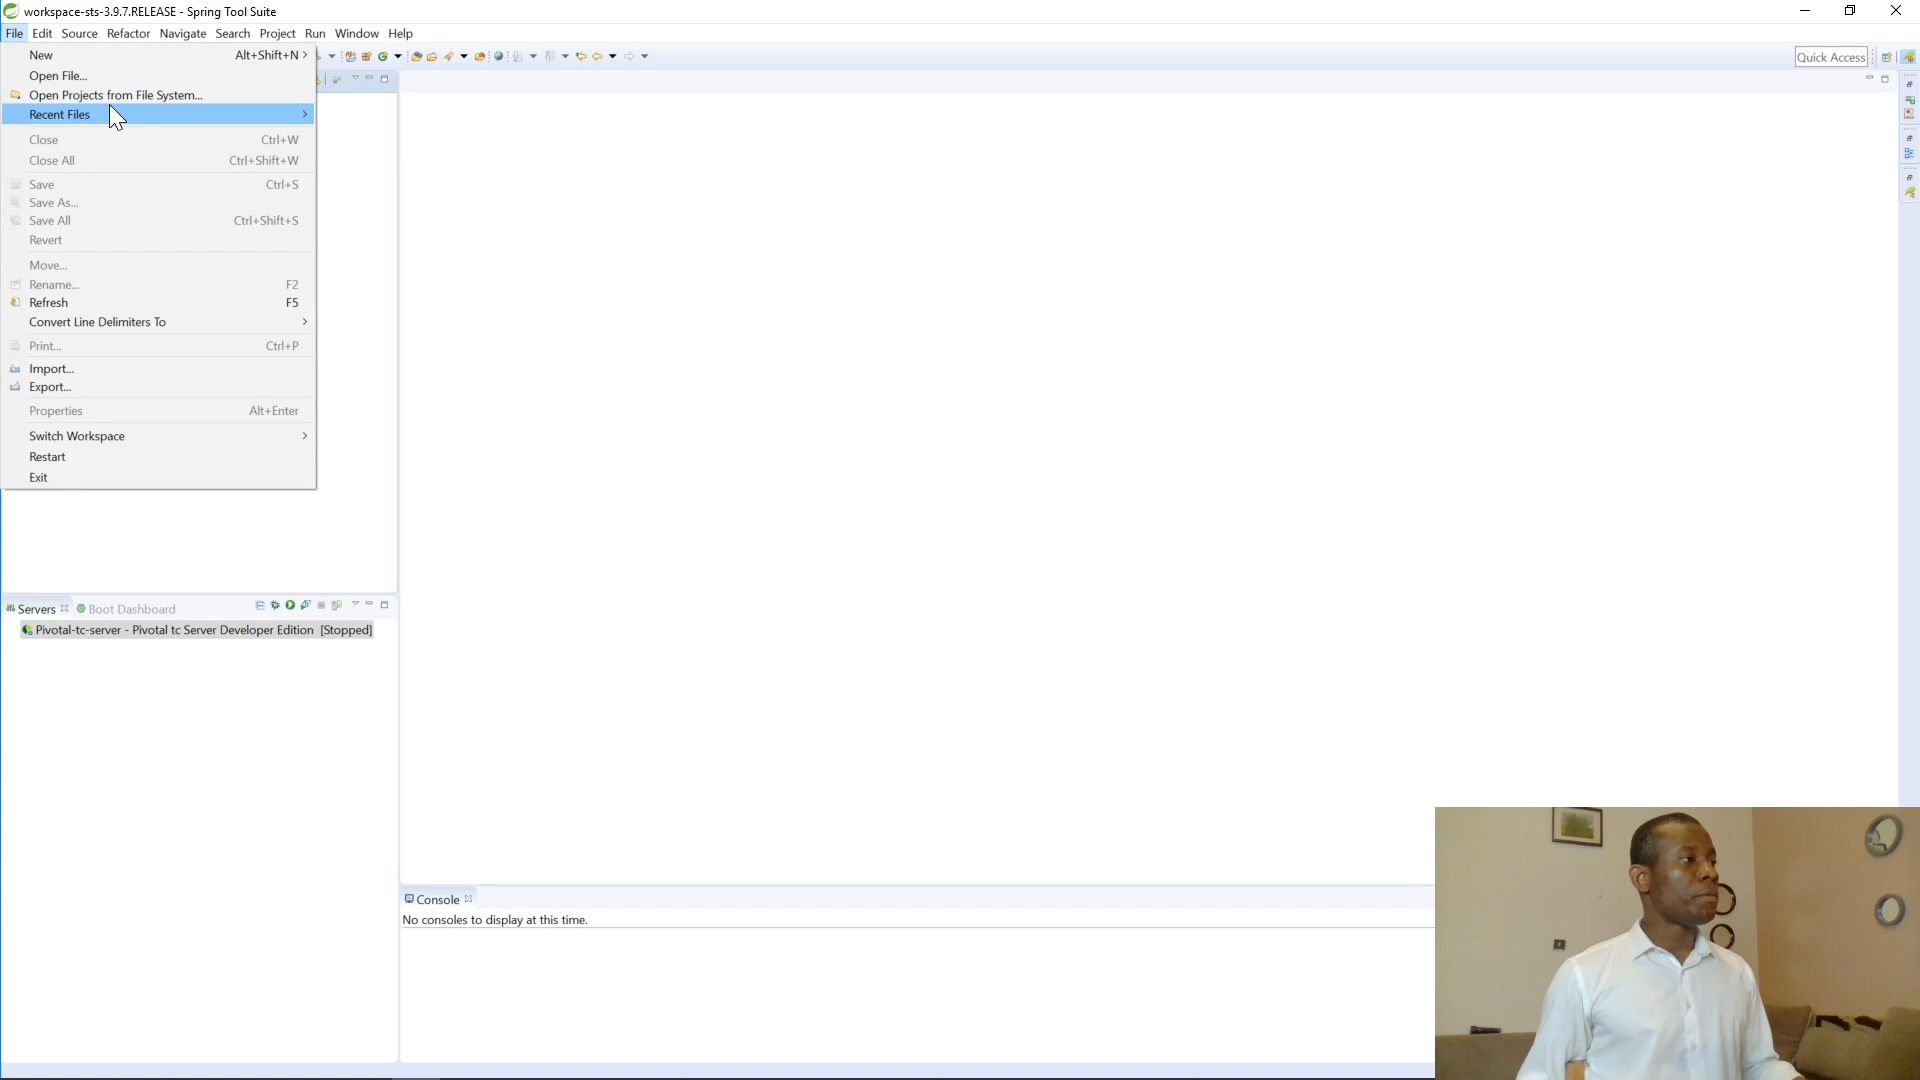 workspace-sts-3.9.7.RELEASE - Spring Tool Suite
File Edit Source Refactor Navigate Search Project Run Window Help
New Alt+Shift+N
Open File...
Open Projects from File System...
Recent Files
Close Ctrl+W
Close All Ctrl+Shift+W
Save Ctrl+S
Save As...
Save All Ctrl+Shift+S
Revert
Move...
Rename... F2
Refresh F5
Convert Line Delimiters To
Print... Ctrl+P
Import...
Export...
Properties Alt+Enter
Switch Workspace
Restart
Exit
Quick Access
Servers Boot Dashboard
Pivotal-tc-server - Pivotal tc Server Developer Edition [Stopped]
Console
No consoles to display at this time.